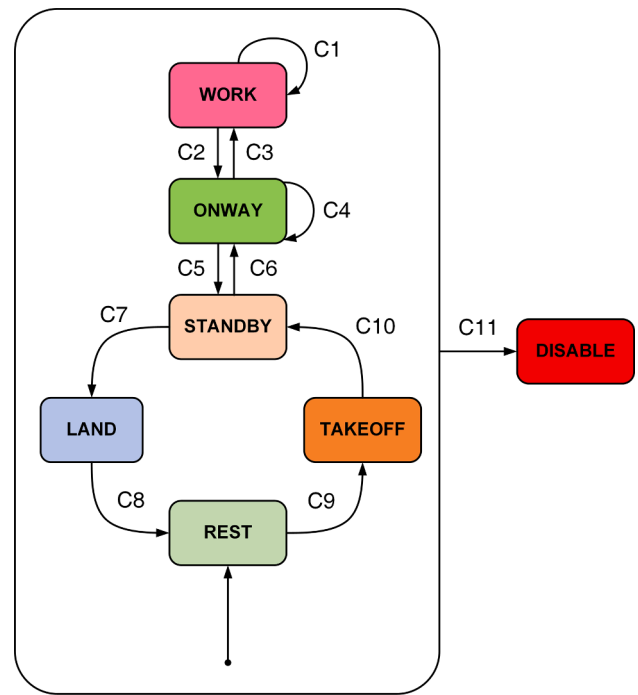 C1
WORK
C2
C3
ONWAY
C4
C5
C6
STANDBY
C7
C10
C11
DISABLE
LAND
TAKEOFF
C8
C9
REST